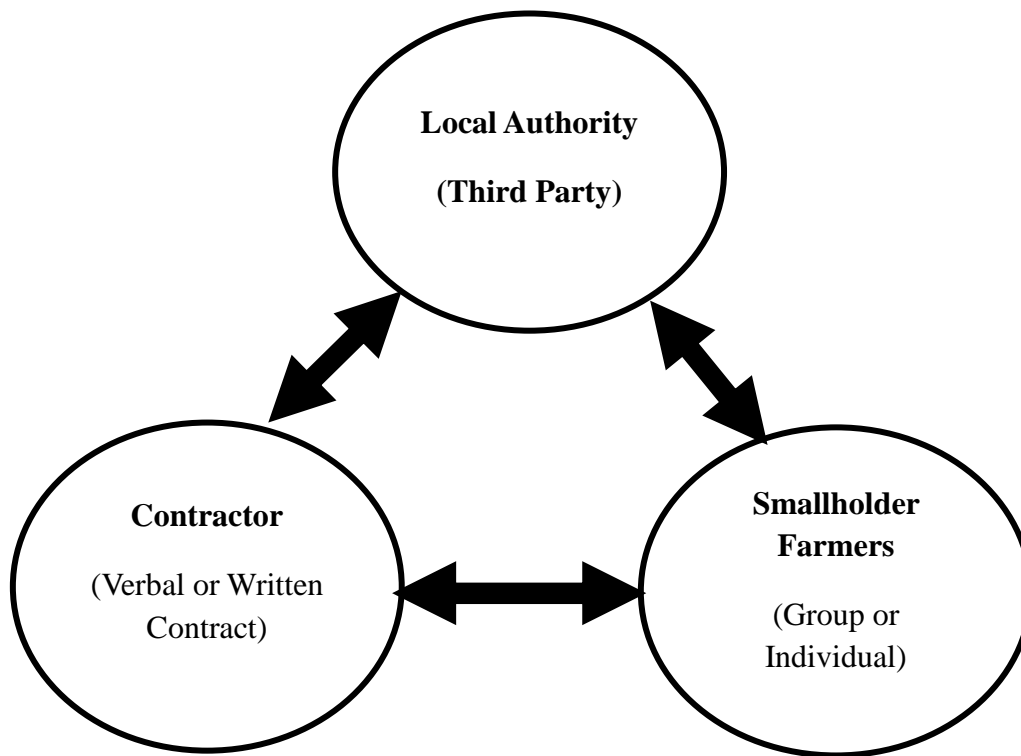 Local Authority
(Third Party)
Contractor
(Verbal or Written
Contract)
Smallholder
Farmers
(Group or
Individual)